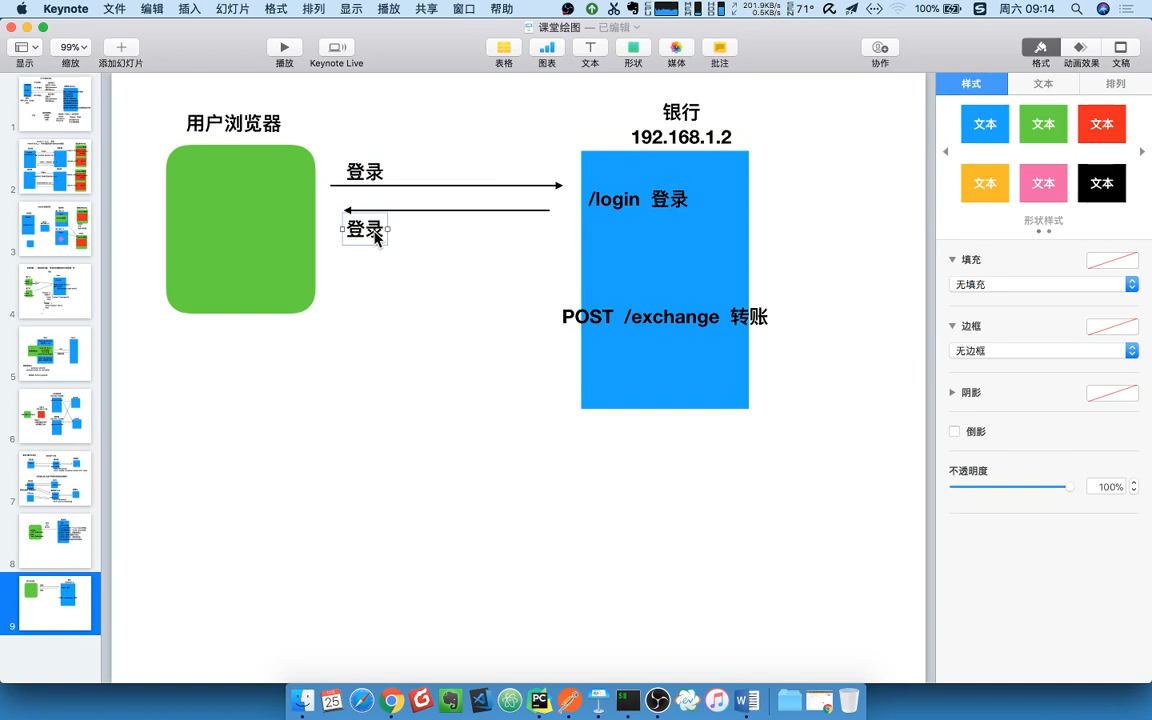 Keynote 文件 编辑 插入 幻灯片 格式 排列 显示 播放 共享 窗口 帮助 201.9KB/s 0.5KB/s 71° 100% 周六 09:14
课堂绘图 — 已编辑
99%
显示 缩放 添加幻灯片 播放 Keynote Live 表格 图表 文本 形状 媒体 批注 协作 格式 动画效果 文稿
样式 文本 排列
文本 文本 文本
文本 文本 文本
形状样式
填充
无填充
边框
无边框
阴影
倒影
不透明度
100%
1
2
3
4
5
6
7
8
9
用户浏览器
银行
192.168.1.2
登录
/login 登录
登录
POST /exchange 转账
25
PC